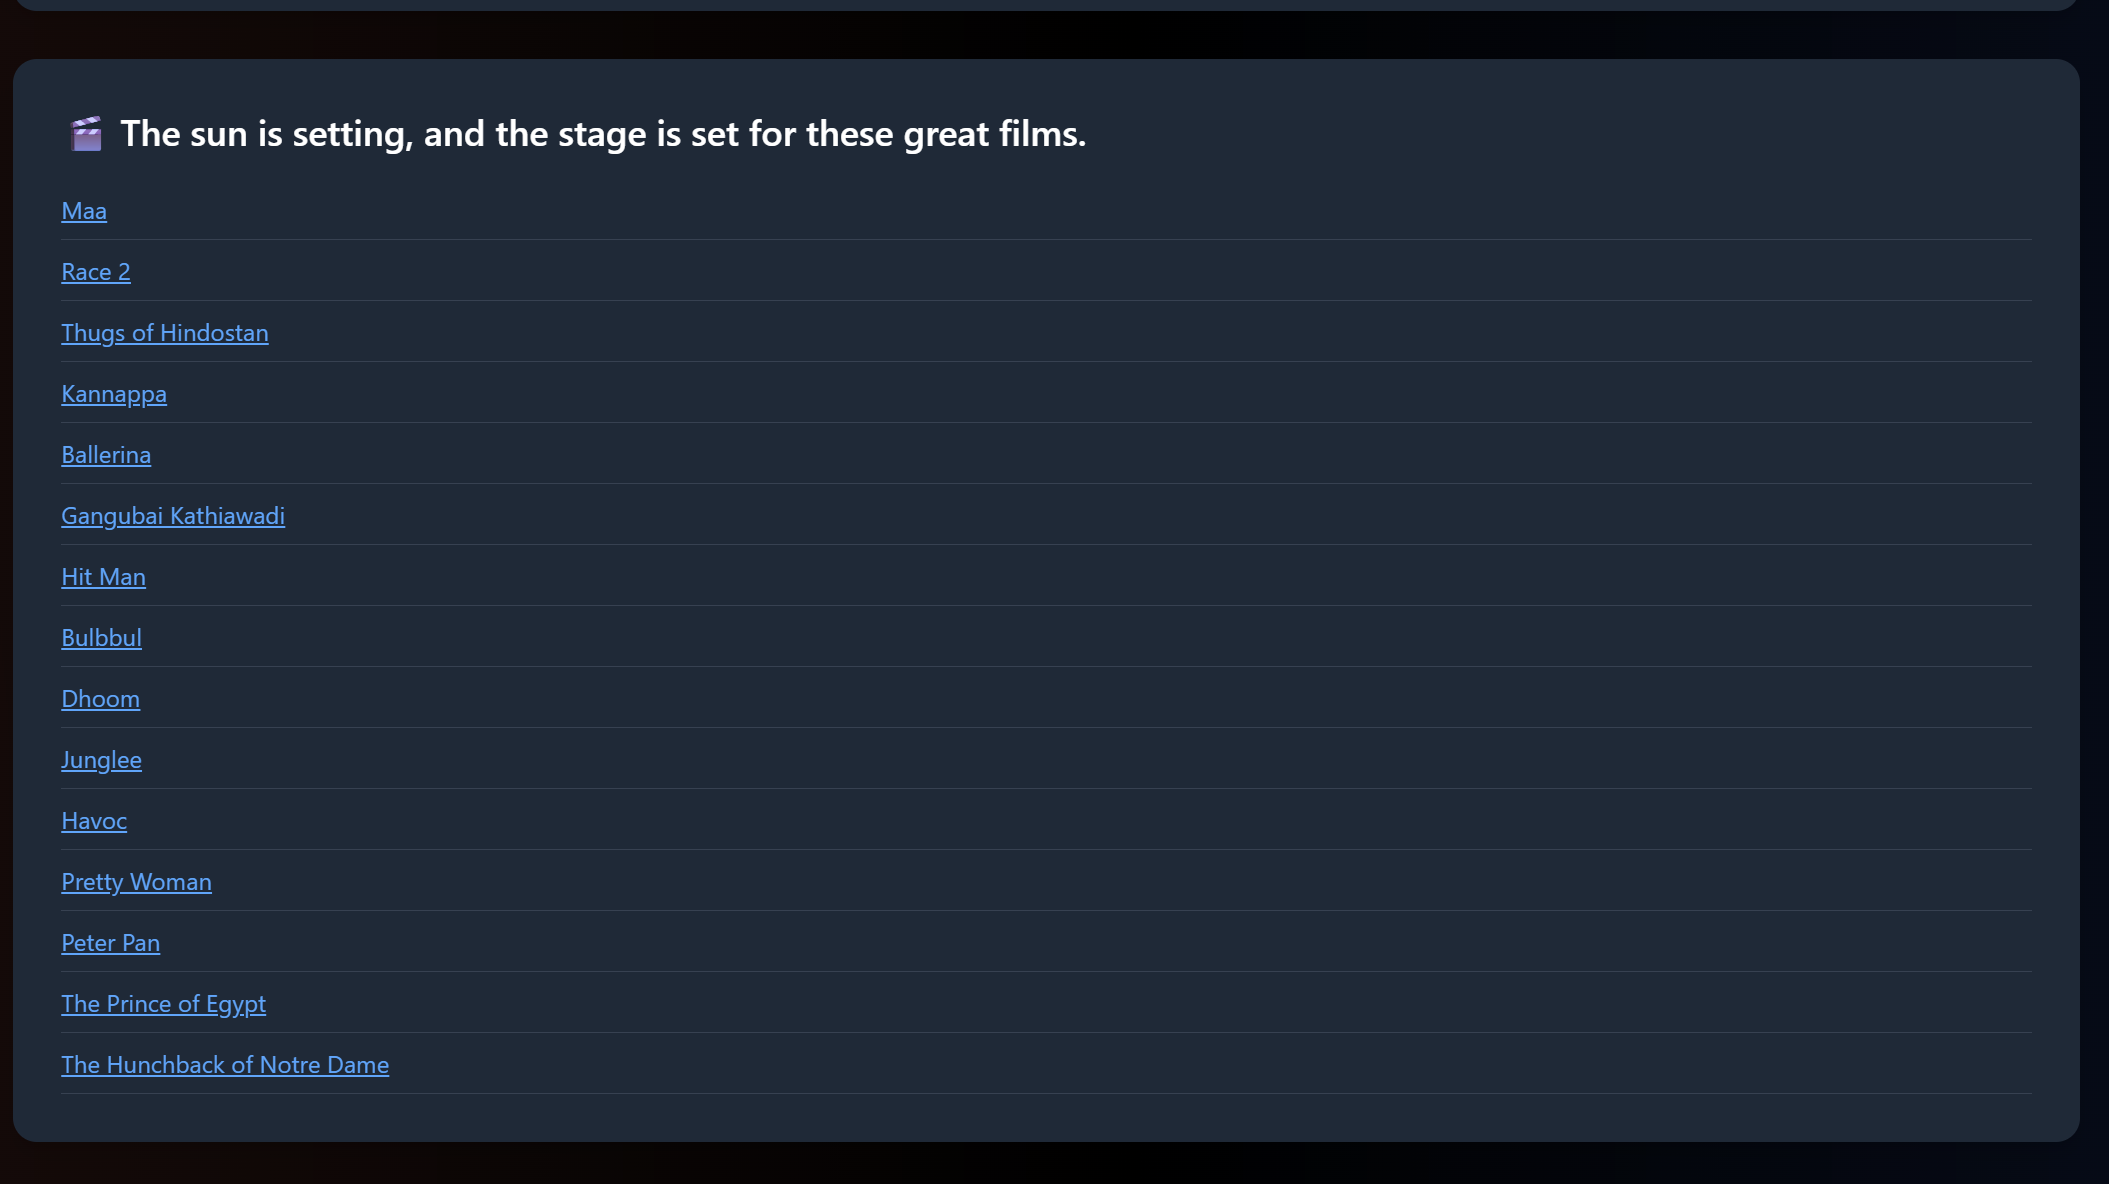 The sun is setting, and the stage is set for these great films.
Maa
Race 2
Thugs of Hindostan
Kannappa
Ballerina
Gangubai Kathiawadi
Hit Man
Bulbbul
Dhoom
Junglee
Havoc
Pretty Woman
Peter Pan
The Prince of Egypt
The Hunchback of Notre Dame